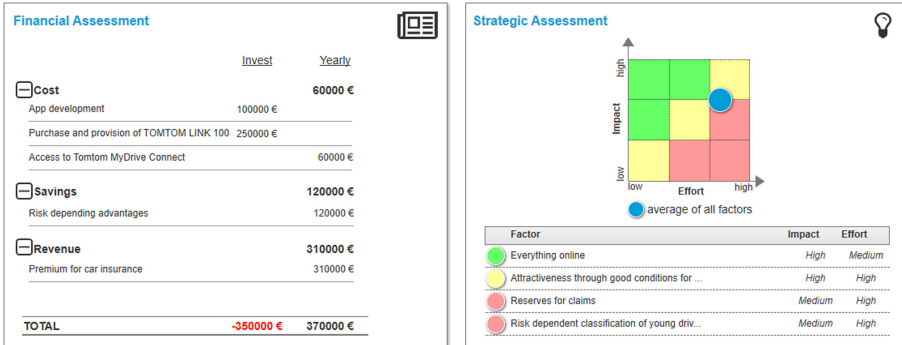 Financial Assessment
Invest Yearly
Cost 60000 €
App development 100000 €
Purchase and provision of TOMTOM LINK 100 250000 €
Access to Tomtom MyDrive Connect 60000 €
Savings 120000 €
Risk depending advantages 120000 €
Revenue 310000 €
Premium for car insurance 310000 €
TOTAL -350000 € 370000 €
Strategic Assessment
high
Impact
low
low Effort high
average of all factors
Factor Impact Effort
Everything online High Medium
Attractiveness through good conditions for ... High High
Reserves for claims Medium High
Risk dependent classification of young driv... Medium High